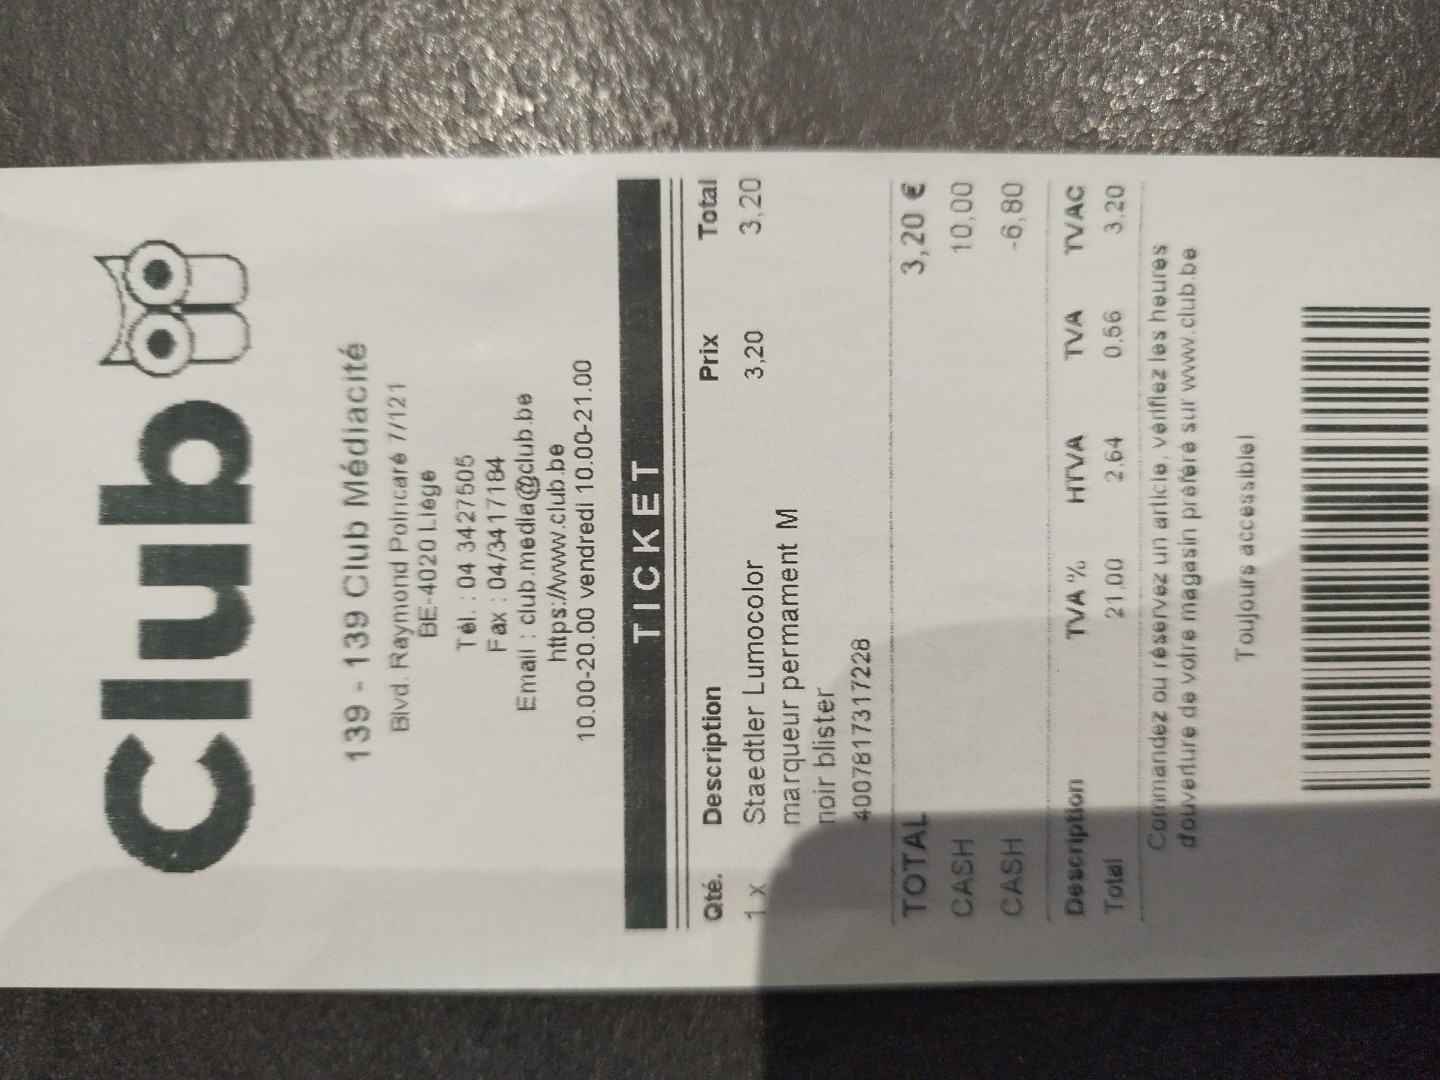 Club
139 - 139 Club Médiacité
Blvd. Raymond Poincaré 7/121
BE-4020 Liège
Tél. : 04 3427505
Fax : 04/3417184
Email : club.media@club.be
https://www.club.be
10.00-20.00 vendredi 10.00-21.00
TICKET
Qté. Description Prix Total
1 x Staedtler Lumocolor 3,20 3,20
marqueur permament M
noir blister
4007817317228
TOTAL 3,20 €
CASH 10,00
CASH -6,80
Description TVA % HTVA TVA TVAC
Total 21,00 2,64 0,56 3,20
Commandez ou réservez un article, vérifiez les heures
d'ouverture de votre magasin préféré sur www.club.be
Toujours accessible!